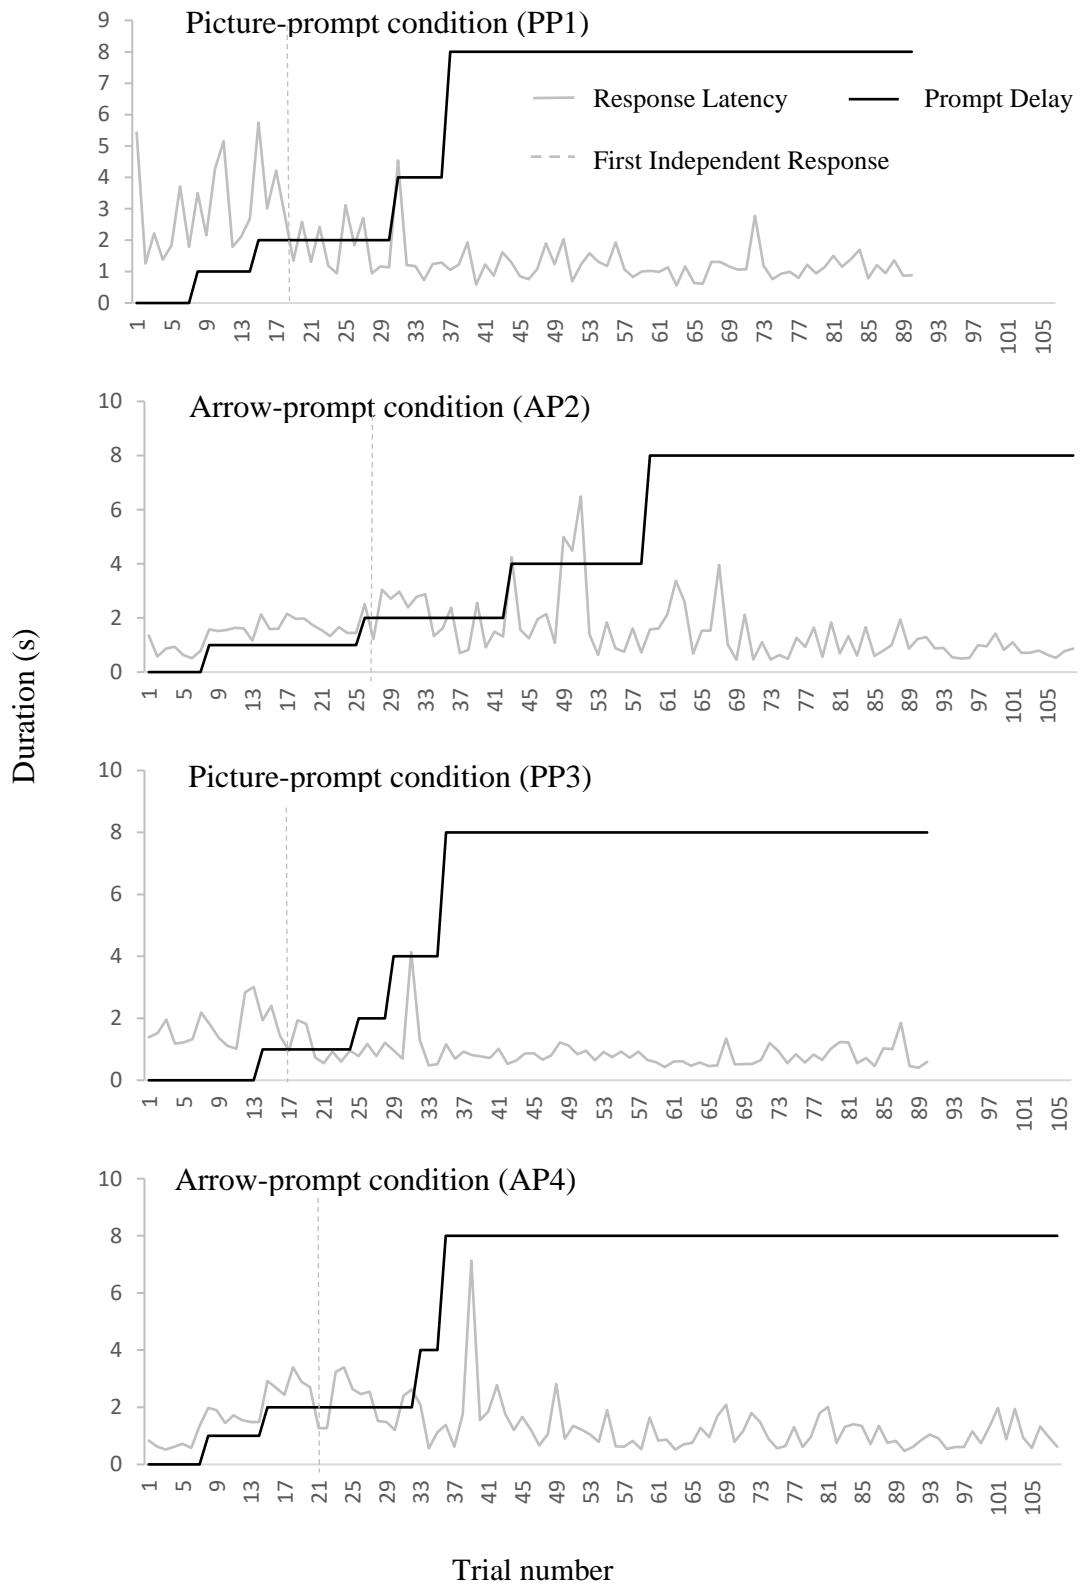 Picture-prompt condition (PP1)
9
8
7
6
5
4
3
2
1
0
Response Latency
Prompt Delay
First Independent Response
1 5 9 13 17 21 25 29 33 37 41 45 49 53 57 61 65 69 73 77 81 85 89 93 97 101 105
Arrow-prompt condition (AP2)
10
8
6
4
2
0
1 5 9 13 17 21 25 29 33 37 41 45 49 53 57 61 65 69 73 77 81 85 89 93 97 101 105
Duration (s)
Picture-prompt condition (PP3)
10
8
6
4
2
0
1 5 9 13 17 21 25 29 33 37 41 45 49 53 57 61 65 69 73 77 81 85 89 93 97 101 105
Arrow-prompt condition (AP4)
10
8
6
4
2
0
1 5 9 13 17 21 25 29 33 37 41 45 49 53 57 61 65 69 73 77 81 85 89 93 97 101 105
Trial number